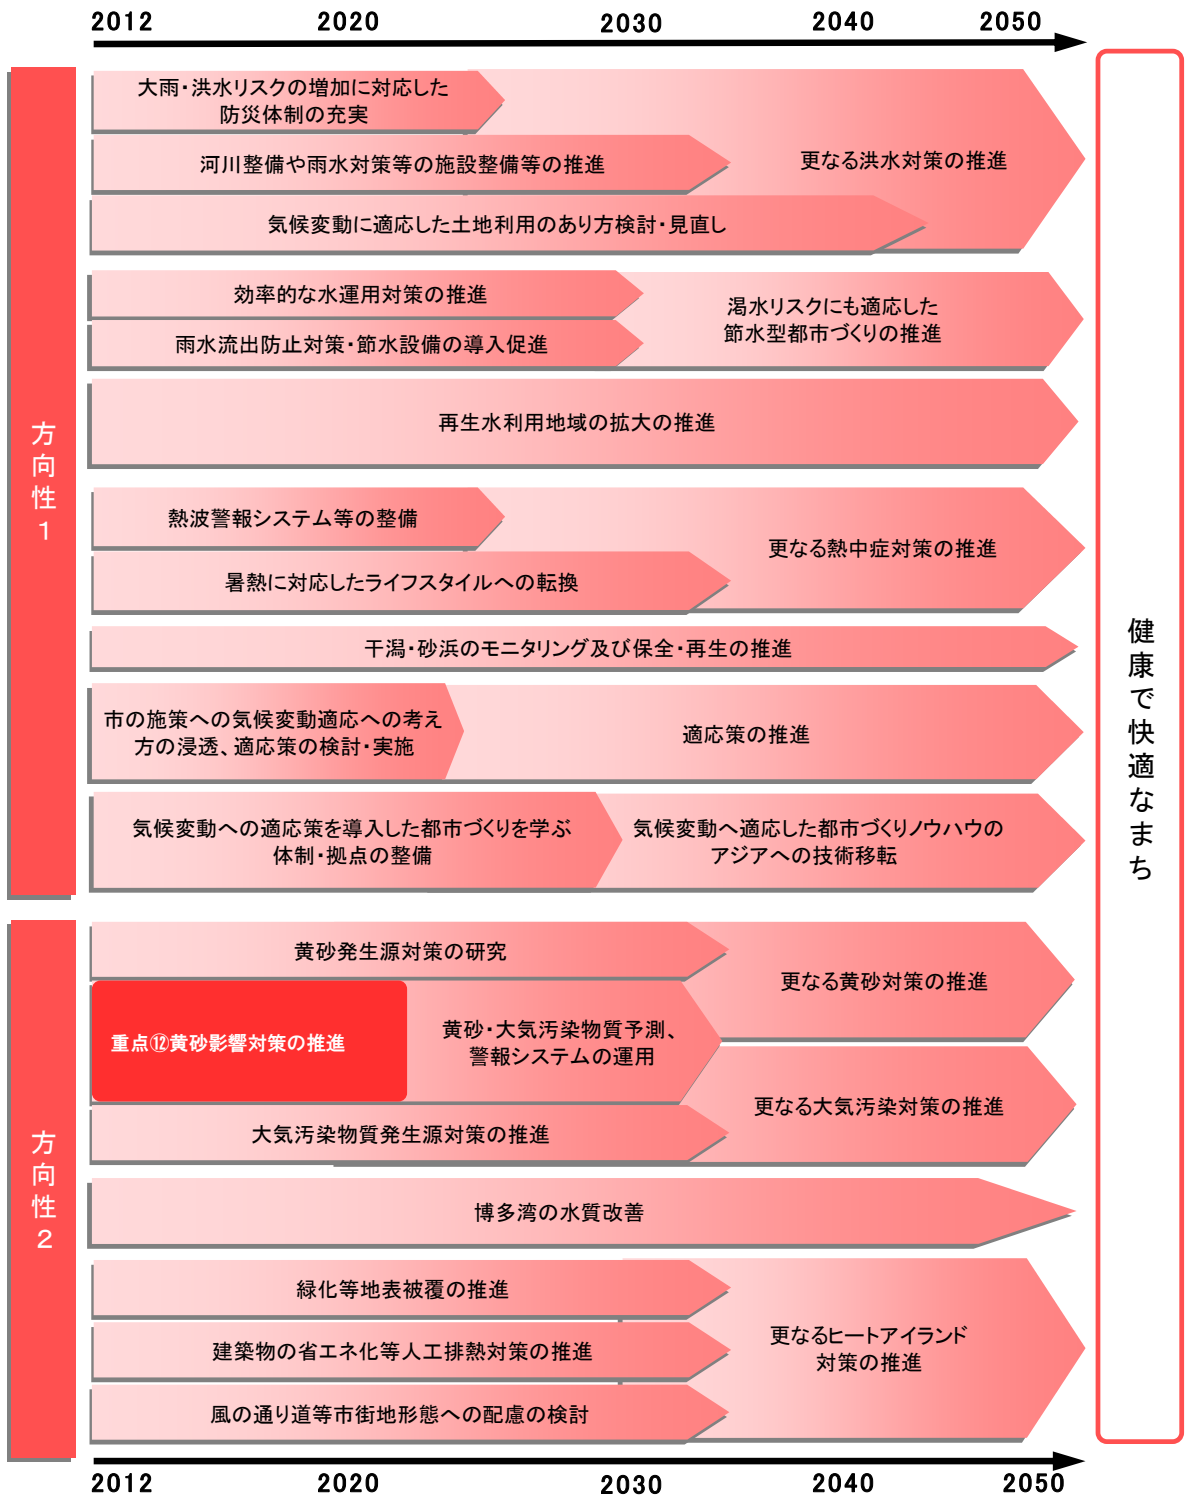 2012 2020 2030 2040 2050
方向性1
大雨・洪水リスクの増加に対応した
防災体制の充実
河川整備や雨水対策等の施設整備等の推進
気候変動に適応した土地利用のあり方検討・見直し
更なる洪水対策の推進
効率的な水運用対策の推進
雨水流出防止対策・節水設備の導入促進
渇水リスクにも適応した
節水型都市づくりの推進
再生水利用地域の拡大の推進
熱波警報システム等の整備
暑熱に対応したライフスタイルへの転換
更なる熱中症対策の推進
干潟・砂浜のモニタリング及び保全・再生の推進
市の施策への気候変動適応への考え
方の浸透、適応策の検討・実施
適応策の推進
気候変動への適応策を導入した都市づくりを学ぶ
体制・拠点の整備
気候変動へ適応した都市づくりノウハウの
アジアへの技術移転
方向性2
黄砂発生源対策の研究
重点⑫黄砂影響対策の推進
黄砂・大気汚染物質予測、
警報システムの運用
大気汚染物質発生源対策の推進
更なる黄砂対策の推進
更なる大気汚染対策の推進
博多湾の水質改善
緑化等地表被覆の推進
建築物の省エネ化等人工排熱対策の推進
風の通り道等市街地形態への配慮の検討
更なるヒートアイランド
対策の推進
健康で快適なまち
2012 2020 2030 2040 2050